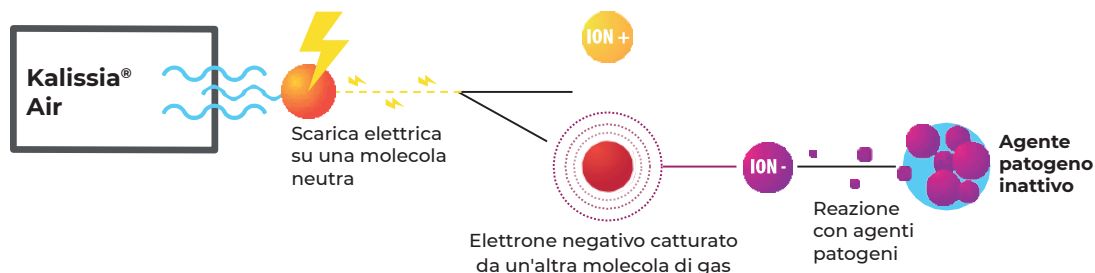 Kalissia®
Air
Scarica elettrica
su una molecola
neutra
ION +
Elettrone negativo catturato
da un'altra molecola di gas
ION -
Reazione
con agenti
patogeni
Agente
patogeno
inattivo